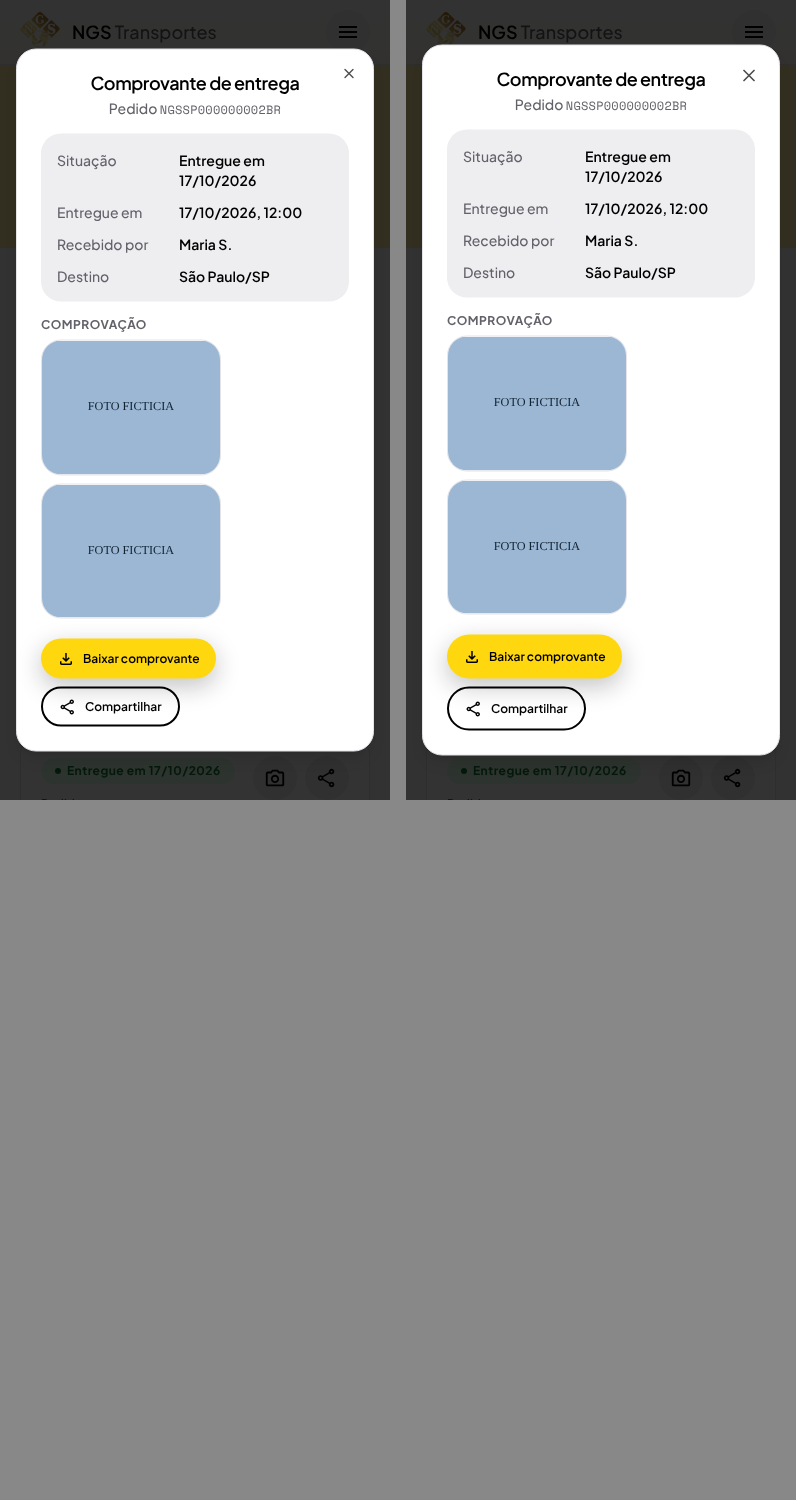 NGS Transportes
Comprovante de entrega
Pedido NGSSP000000002BR
Situação Entregue em 17/10/2026
Entregue em 17/10/2026, 12:00
Recebido por Maria S.
Destino São Paulo/SP
COMPROVAÇÃO
FOTO FICTICIA
FOTO FICTICIA
Baixar comprovante
Compartilhar
Entregue em 17/10/2026
NGS Transportes
Comprovante de entrega
Pedido NGSSP000000002BR
Situação Entregue em 17/10/2026
Entregue em 17/10/2026, 12:00
Recebido por Maria S.
Destino São Paulo/SP
COMPROVAÇÃO
FOTO FICTICIA
FOTO FICTICIA
Baixar comprovante
Compartilhar
Entregue em 17/10/2026